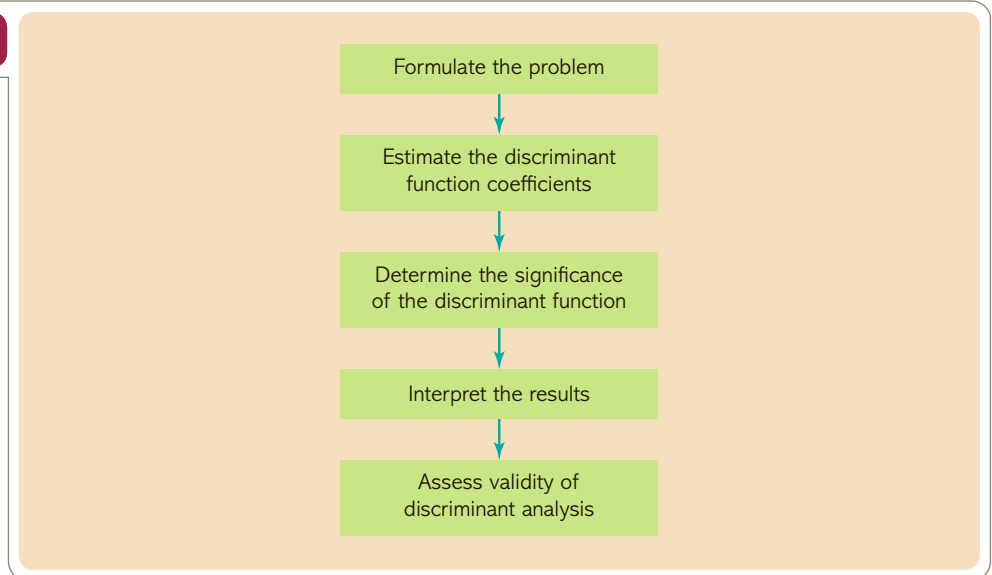 Formulate the problem
Estimate the discriminant
function coefficients
Determine the significance
of the discriminant function
Interpret the results
Assess validity of
discriminant analysis